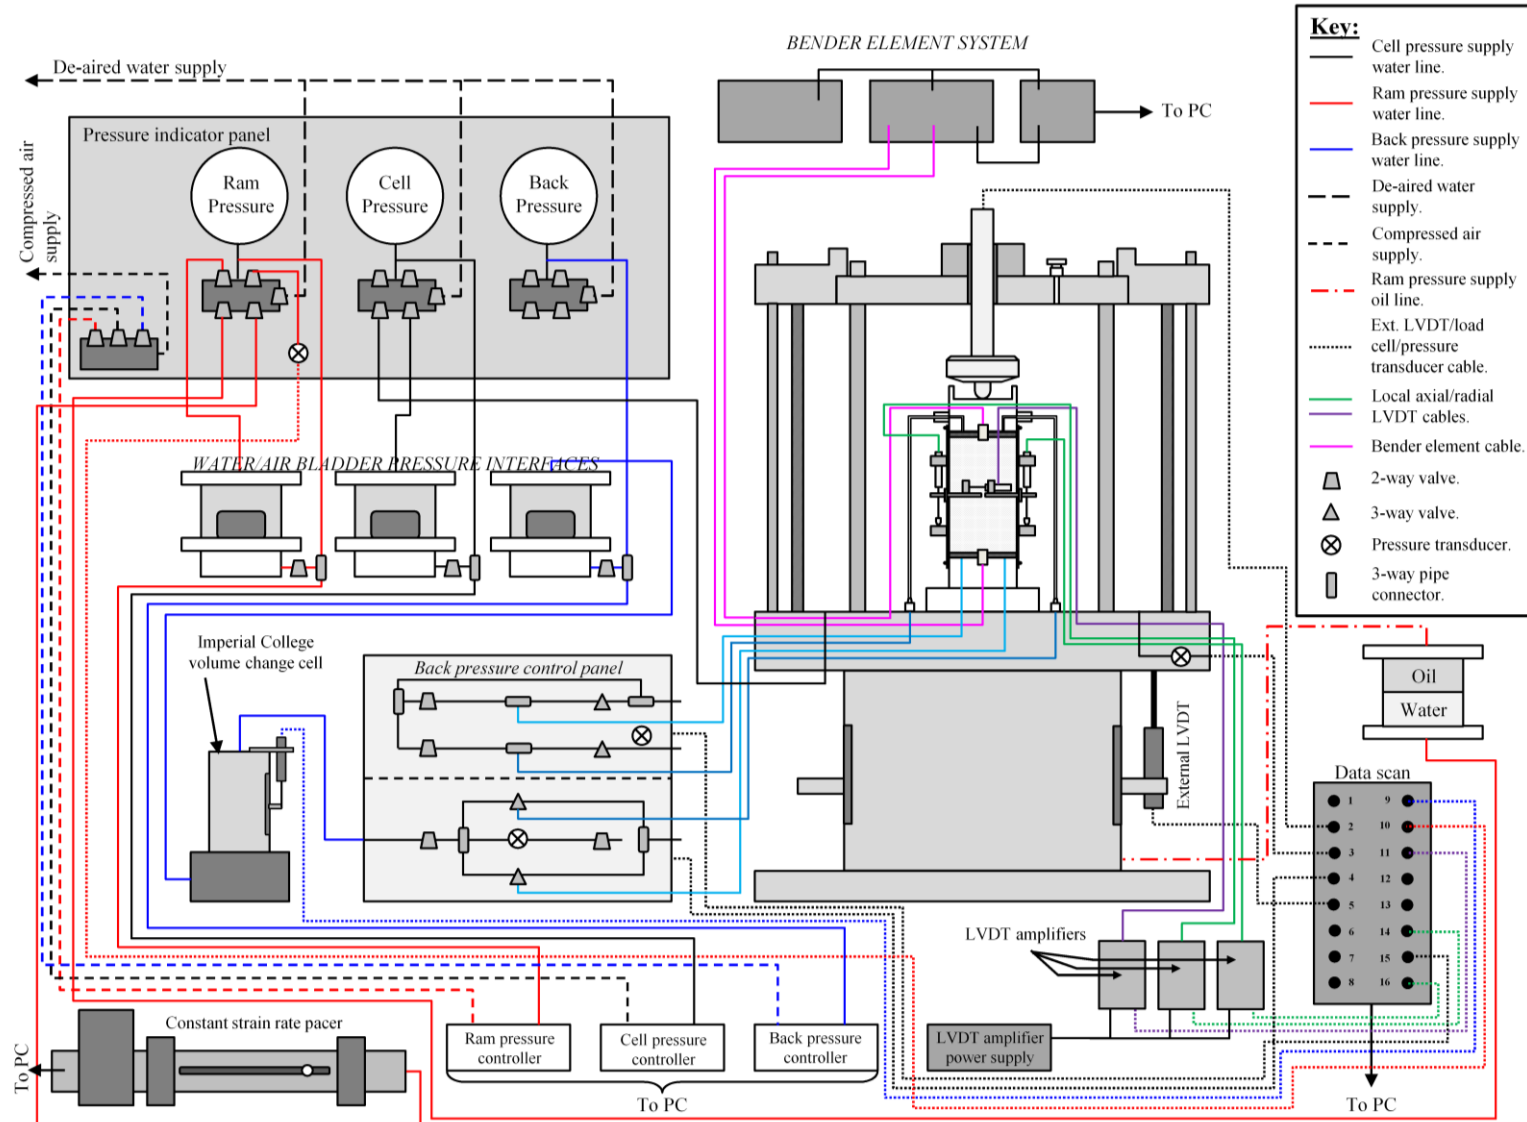 BENDER ELEMENT SYSTEM
To PC
De-aired water supply
Pressure indicator panel
Compressed air
supply
Ram
Pressure
Cell
Pressure
Back
Pressure
WATER/AIR BLADDER PRESSURE INTERFACES
Imperial College
volume change cell
Back pressure control panel
External LVDT
Oil
Water
Data scan
1
2
3
4
5
6
7
8
9
10
11
12
13
14
15
16
To PC
LVDT amplifiers
LVDT amplifier
power supply
Constant strain rate pacer
To PC
Ram pressure
controller
Cell pressure
controller
Back pressure
controller
To PC
Key:
Cell pressure supply
water line.
Ram pressure supply
water line.
Back pressure supply
water line.
De-aired water
supply.
Compressed air
supply.
Ram pressure supply
oil line.
Ext. LVDT/load
cell/pressure
transducer cable.
Local axial/radial
LVDT cables.
Bender element cable.
2-way valve.
3-way valve.
Pressure transducer.
3-way pipe
connector.